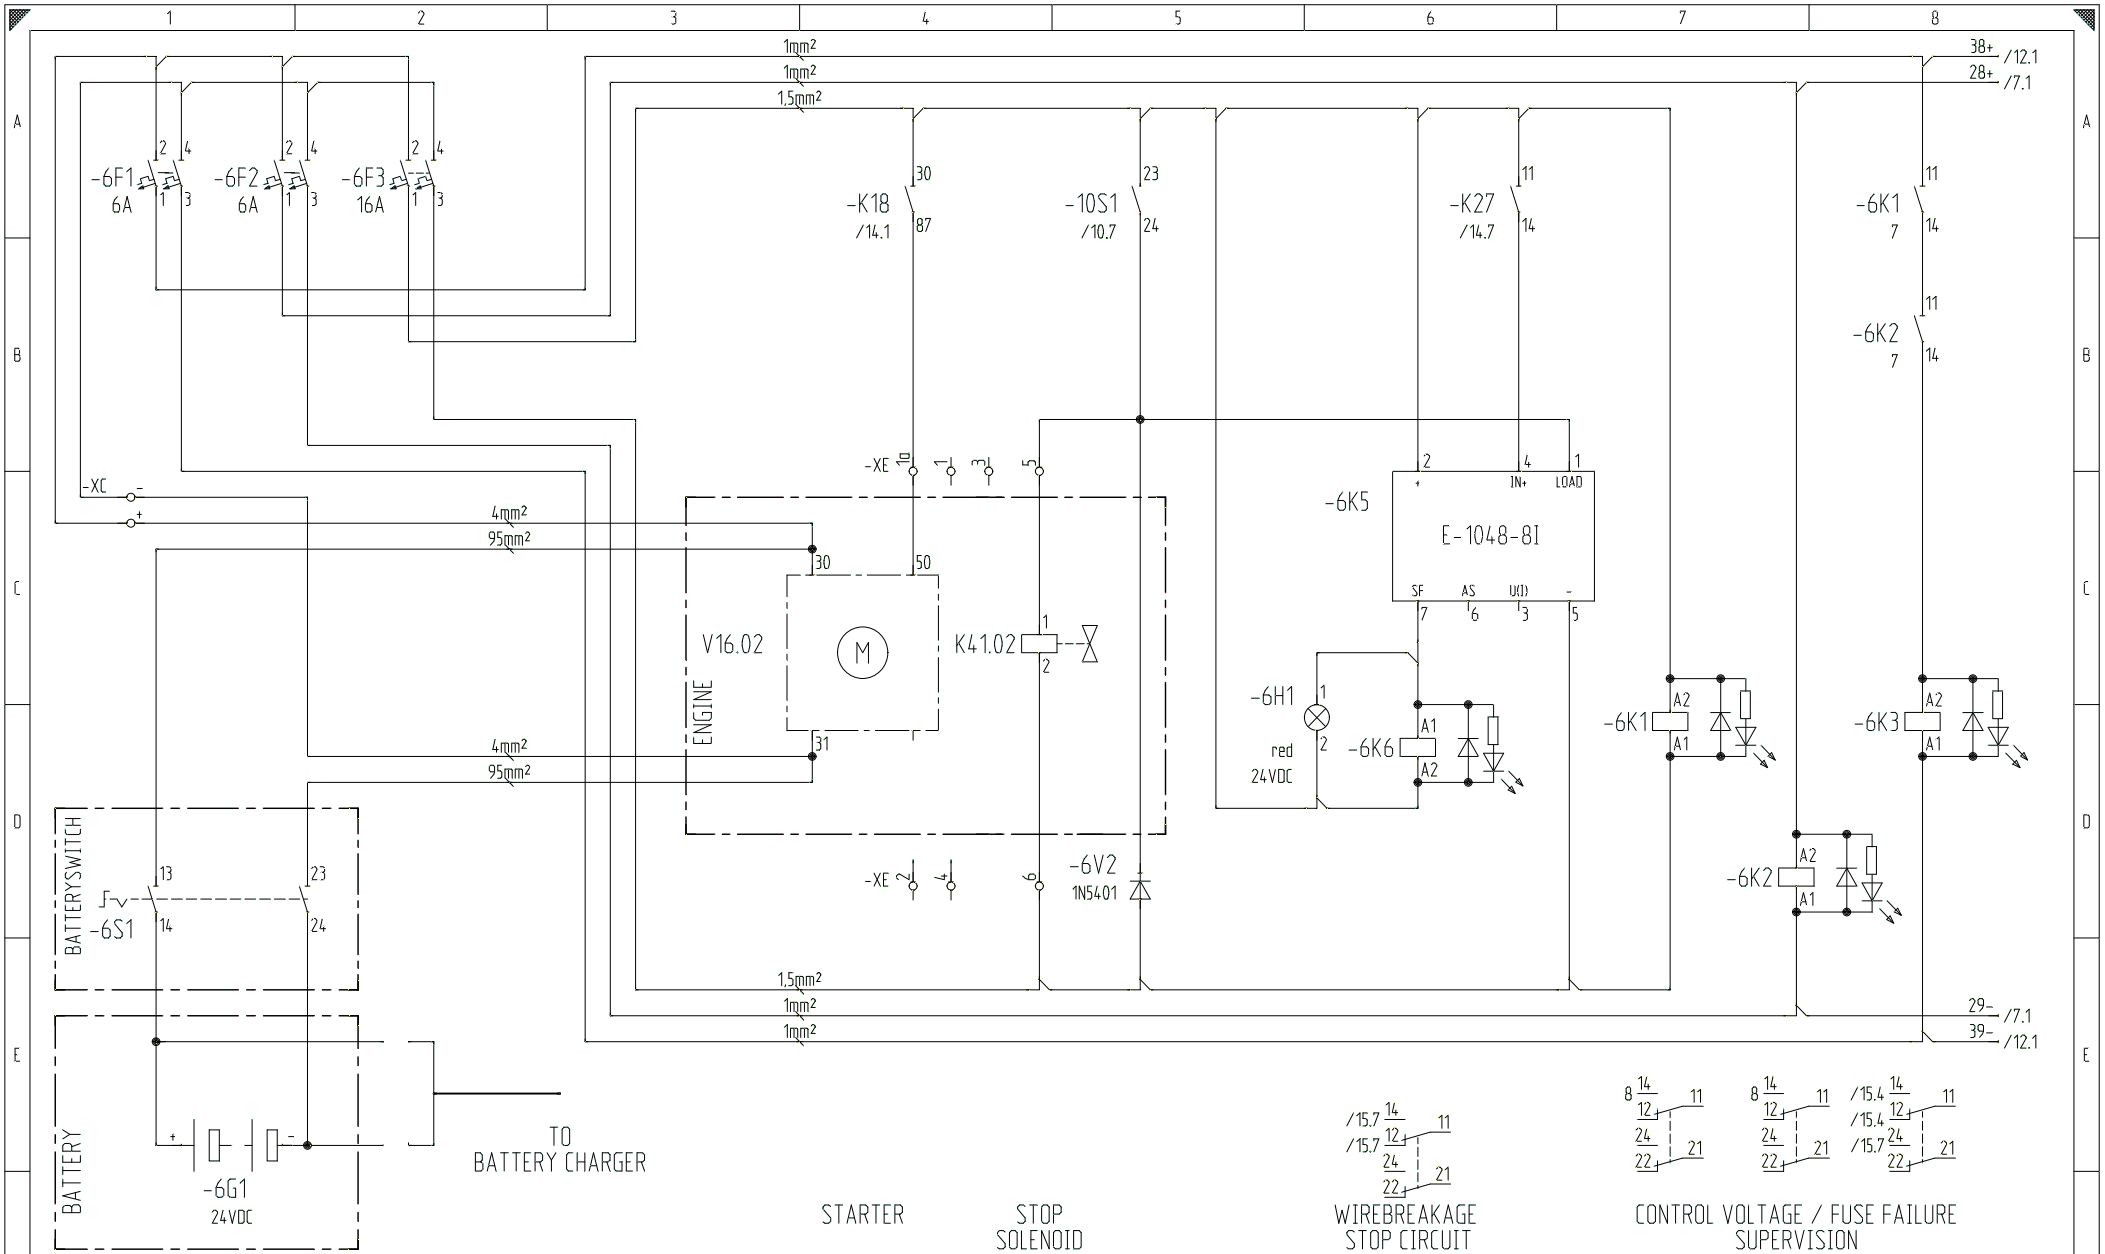 1 2 3 4 5 6 7 8
1mm² 38+ /12.1
1mm² 28+ /7.1
1,5mm²
A A
2 4 2 4 2 4
-6F1 -6F2 -6F3
6A 6A 16A
1 3 1 3 1 3
30 23 11 11
-K18 -10S1 -K27 -6K1
/14.1 87 /10.7 24 /14.7 14 7 14
11
-6K2
7 14
B B
-XE 1a 1 3 5
2 4 1
+ IN+ LOAD
-6K5
E-1048-8I
SF AS U(I) -
7 6 3 5
-XC -
+
4mm²
95mm²
30 50
C C
V16.02 M K41.02 1
2
ENGINE
31
4mm²
95mm²
-6H1 1
2
red
24VDC
-6K6 A1
A2
-6K1 A2
A1
-6K3 A2
A1
-6K2 A2
A1
D D
BATTERYSWITCH
13 23
-6S1 14 24
-XE 2 4 6
-6V2
1N5401
1,5mm²
1mm² 29- /7.1
1mm² 39- /12.1
E E
BATTERY
+ -
-6G1
24VDC
TO
BATTERY CHARGER
/15.7 14
/15.7 12 11
24
22 21
8 14
12 11
24
22 21
8 14
12 11
24
22 21
/15.4 14
/15.4 12 11
/15.7 24
22 21
STARTER
STOP
SOLENOID
WIREBREAKAGE
STOP CIRCUIT
CONTROL VOLTAGE / FUSE FAILURE
SUPERVISION